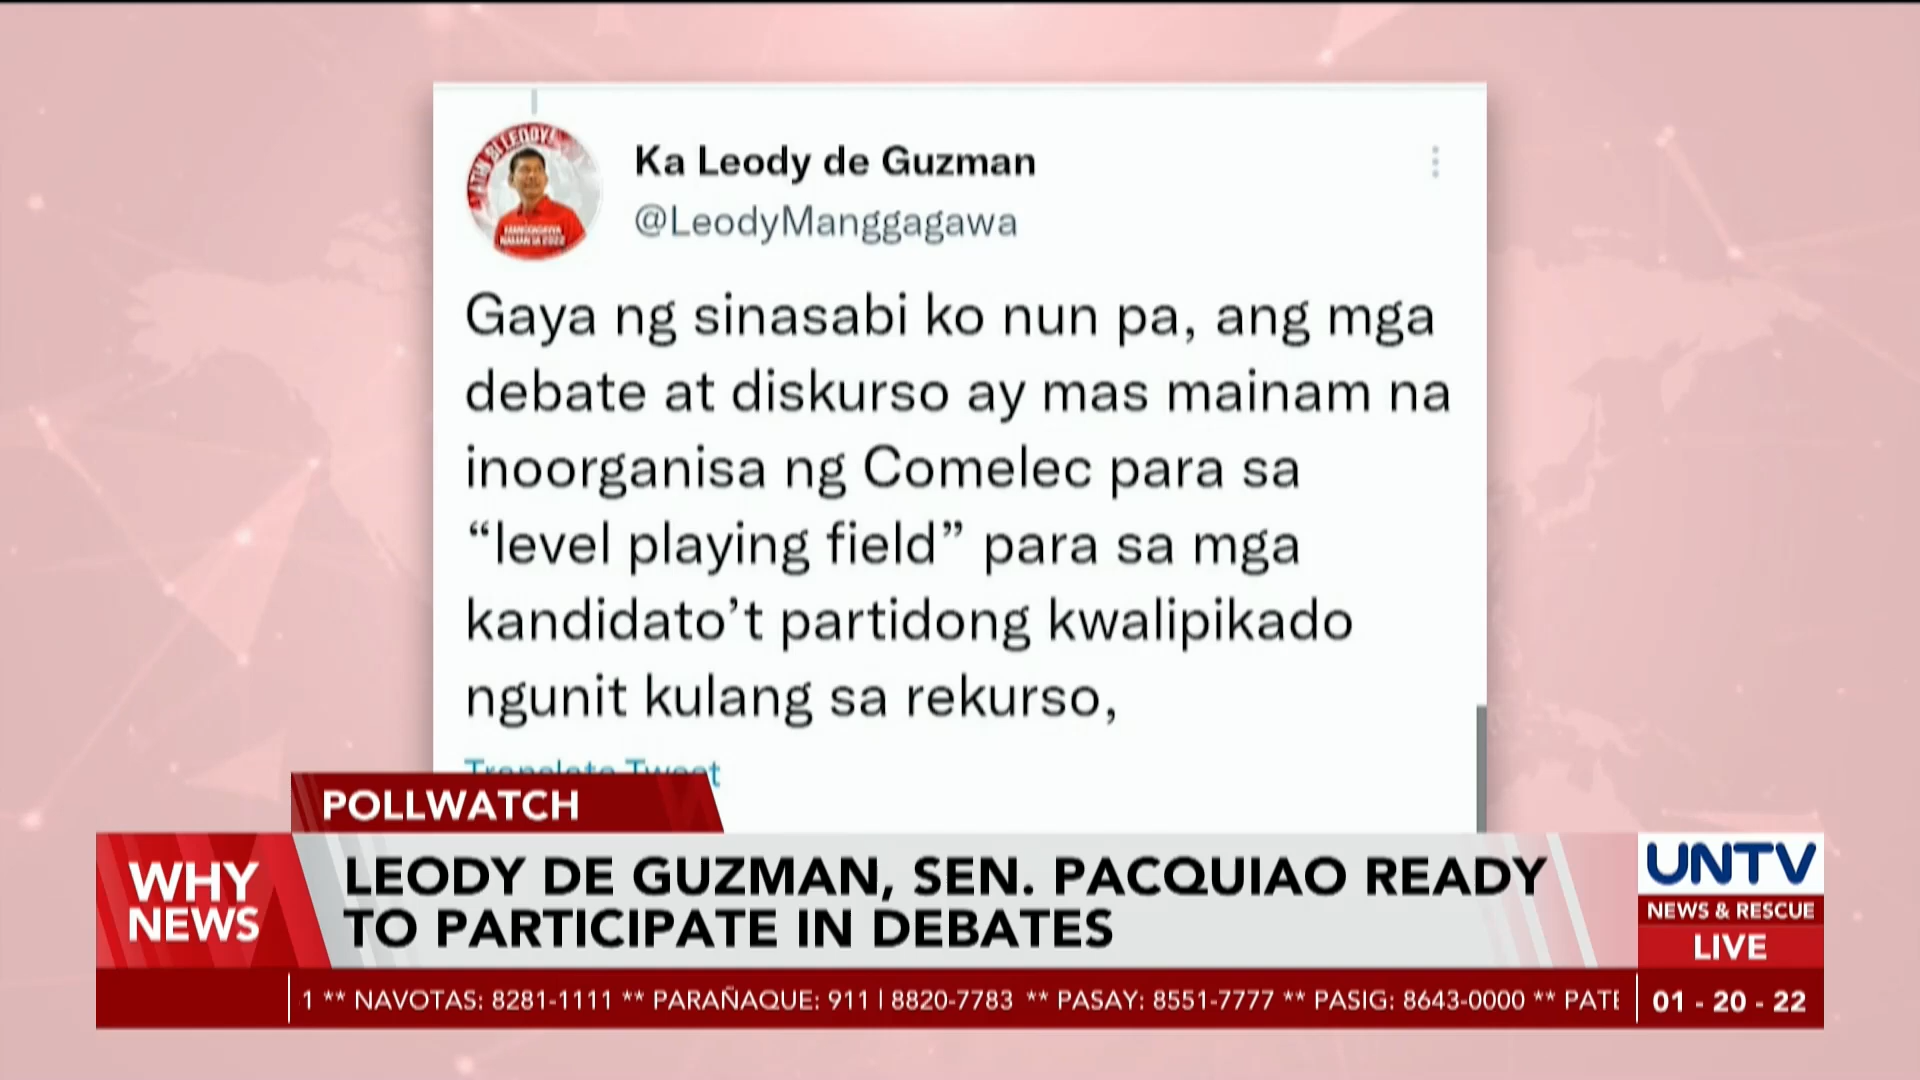 Ka Leody de Guzman
@LeodyManggagawa
Gaya ng sinasabi ko nun pa, ang mga
debate at diskurso ay mas mainam na
inoorganisa ng Comelec para sa
“level playing field” para sa mga
kandidato’t partidong kwalipikado
ngunit kulang sa rekurso,
Translate Tweet
POLLWATCH
WHY
NEWS
LEODY DE GUZMAN, SEN. PACQUIAO READY
TO PARTICIPATE IN DEBATES
UNTV
NEWS & RESCUE
LIVE
1 ** NAVOTAS: 8281-1111 ** PARAÑAQUE: 911 | 8820-7783 ** PASAY: 8551-7777 ** PASIG: 8643-0000 ** PATE
01 - 20 - 22